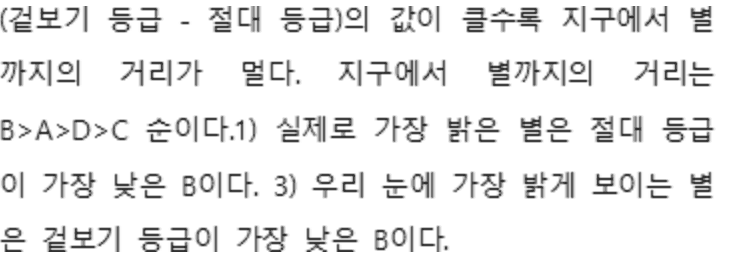 (겉보기 등급 - 절대 등급)의 값이 클수록 지구에서 별
까지의 거리가 멀다. 지구에서 별까지의 거리는
B>A>D>C 순이다.1) 실제로 가장 밝은 별은 절대 등급
이 가장 낮은 B이다. 3) 우리 눈에 가장 밝게 보이는 별
은 겉보기 등급이 가장 낮은 B이다.